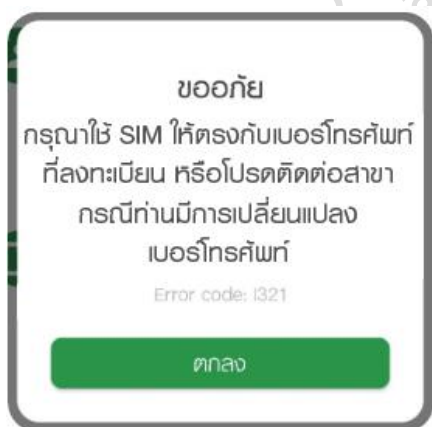 ขออภัย
กรุณาใช้ SIM ให้ตรงกับเบอร์โทรศัพท์
ที่ลงทะเบียน หรือโปรดติดต่อสาขา
กรณีท่านมีการเปลี่ยนแปลง
เบอร์โทรศัพท์
Error code: I321
ตกลง